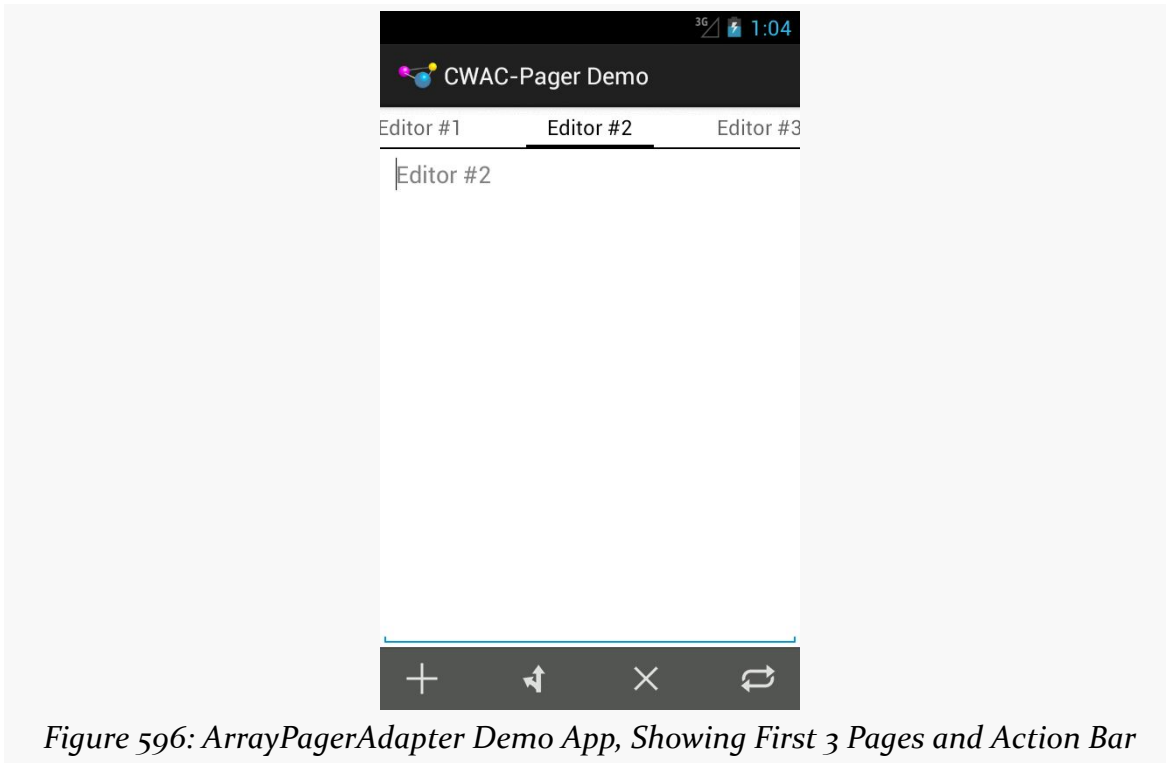 3G 1:04
CWAC-Pager Demo
Editor #1 Editor #2 Editor #3
Editor #2
Figure 596: ArrayPagerAdapter Demo App, Showing First 3 Pages and Action Bar